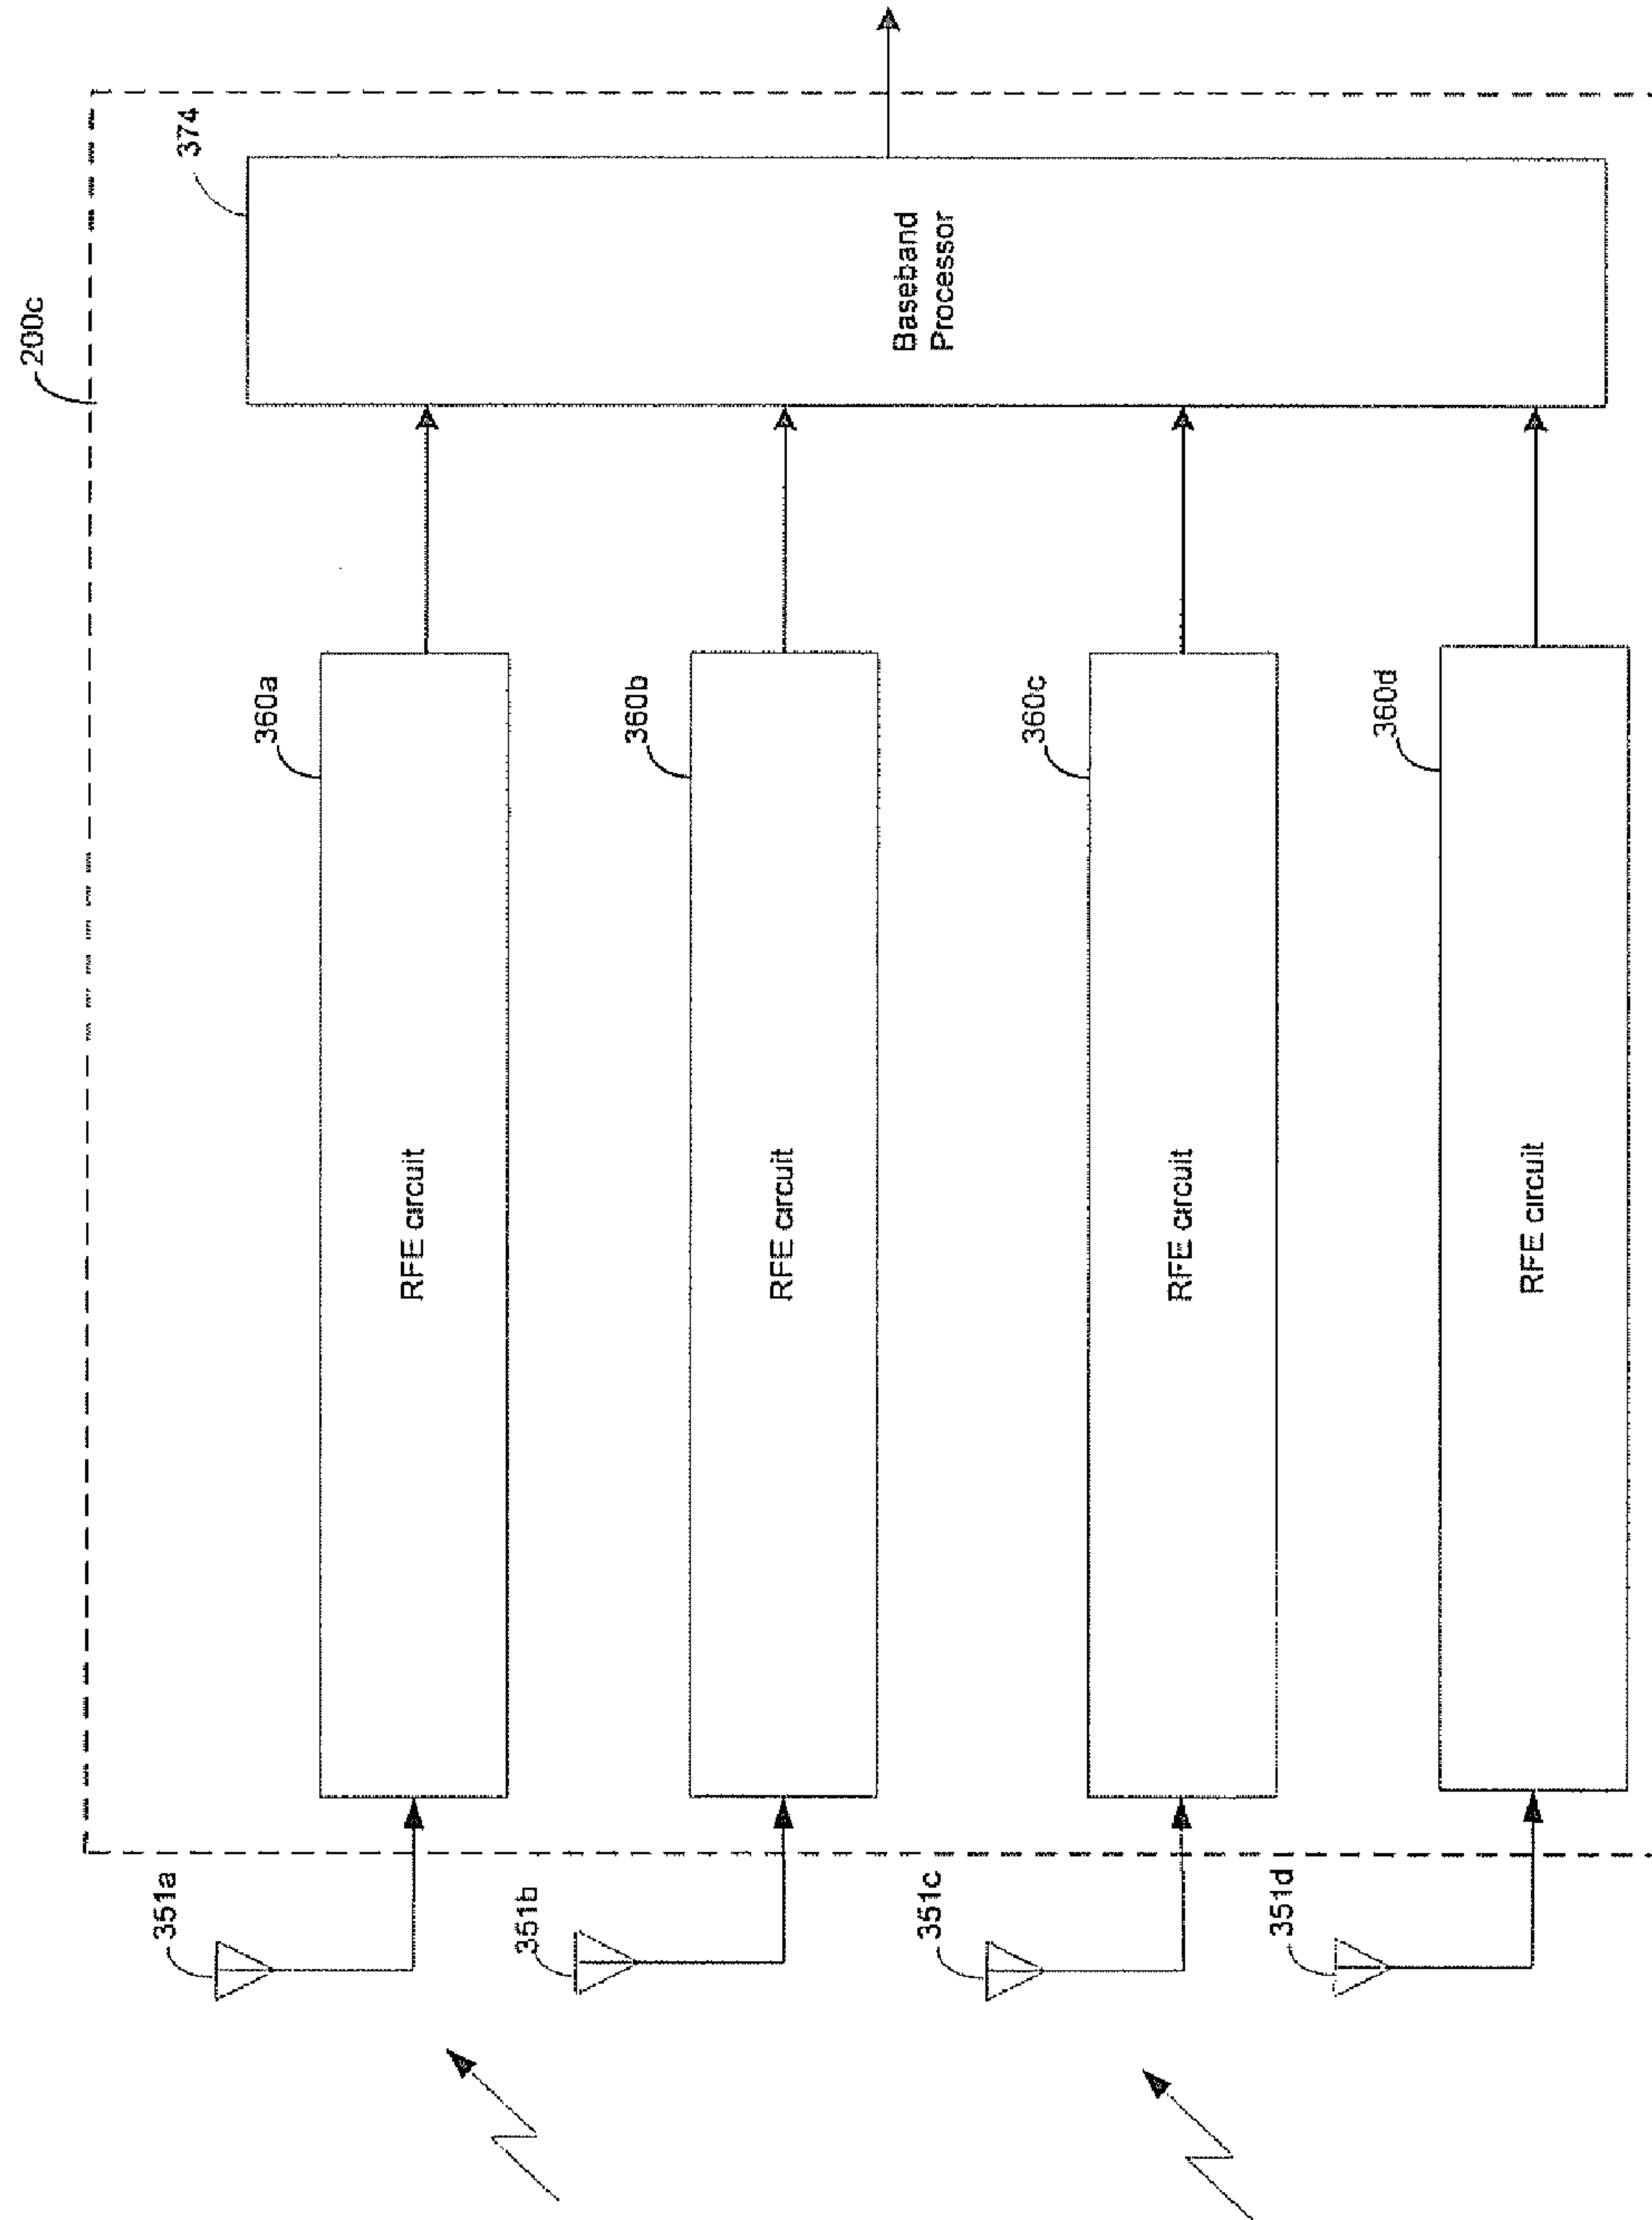 200c
374
Baseband
Processor
360a
RFE circuit
351a
360b
RFE circuit
351b
360c
RFE circuit
351c
360d
RFE circuit
351d